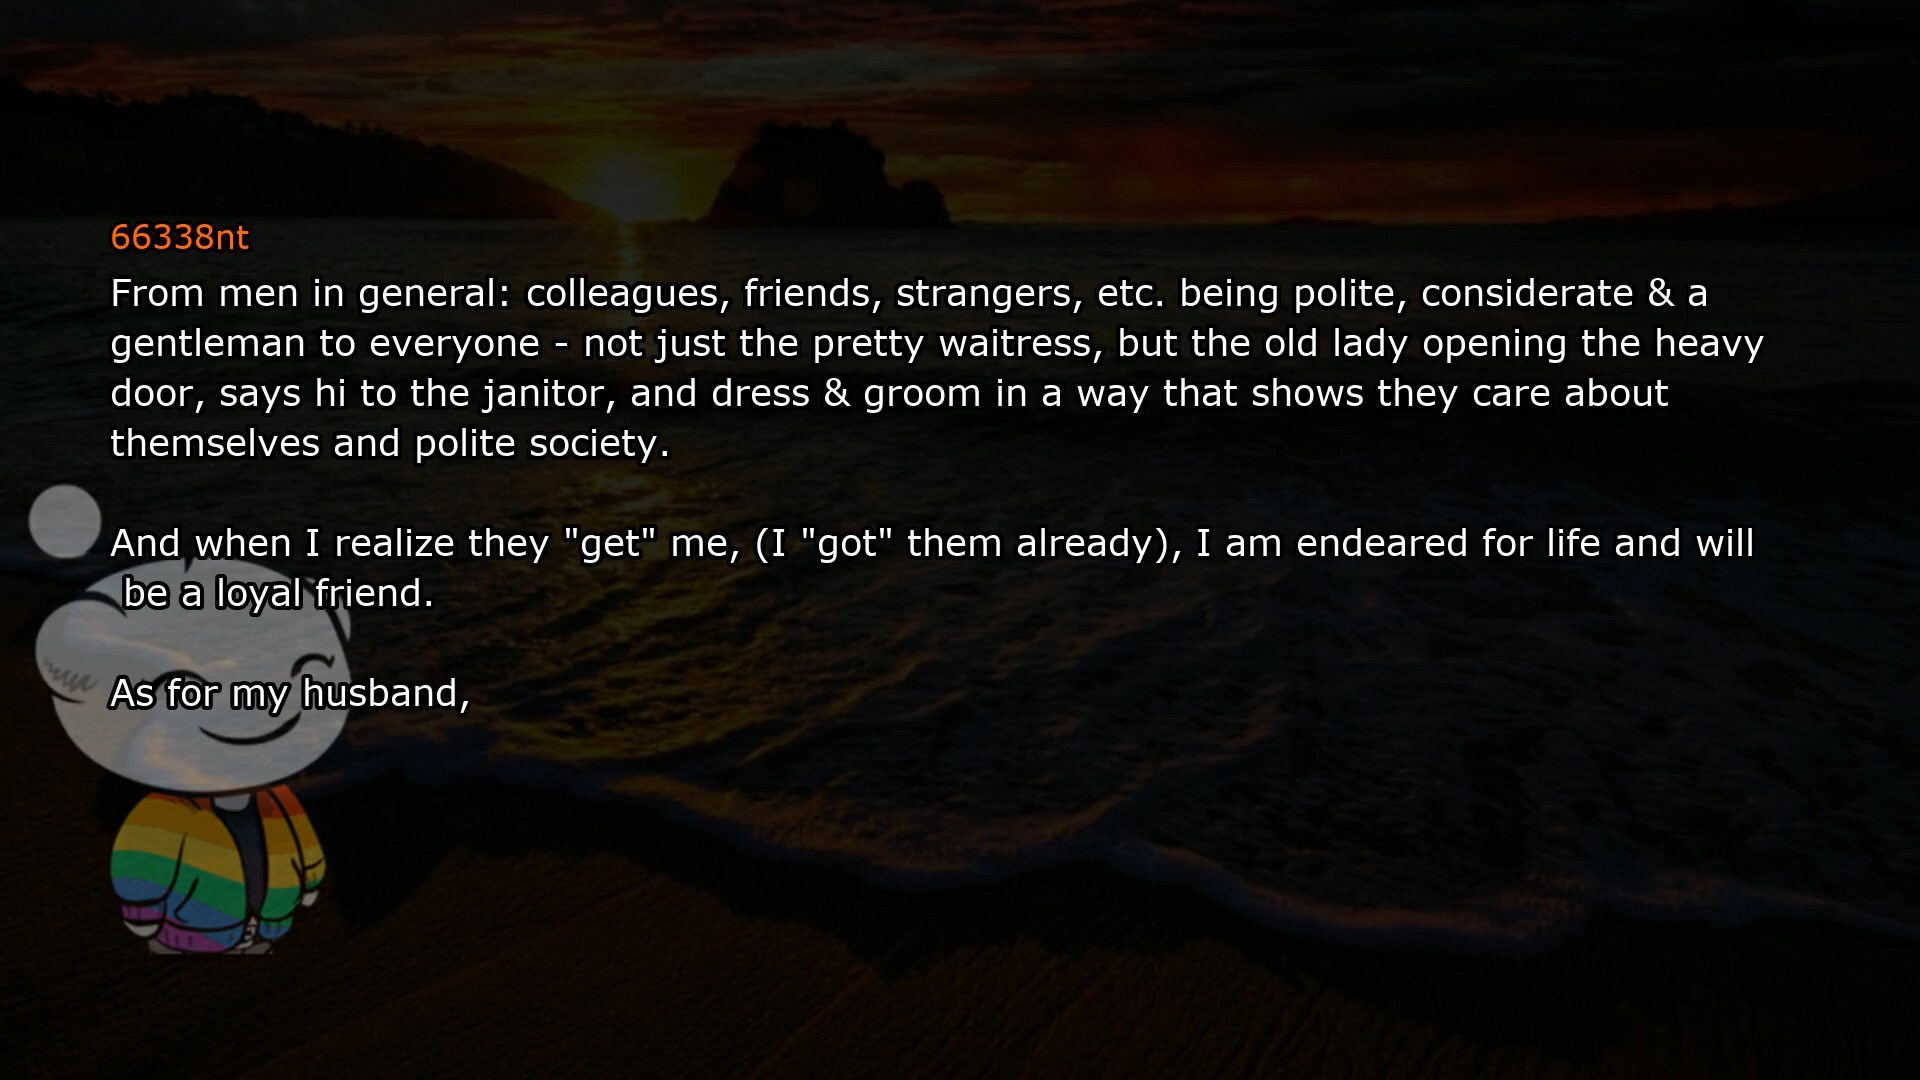 66338nt
From men in general: colleagues, friends, strangers, etc. being polite, considerate & a
gentleman to everyone - not just the pretty waitress, but the old lady opening the heavy
door, says hi to the janitor, and dress & groom in a way that shows they care about
themselves and polite society.
And when I realize they "get" me, (I "got" them already), I am endeared for life and will
be a loyal friend.
As for my husband,